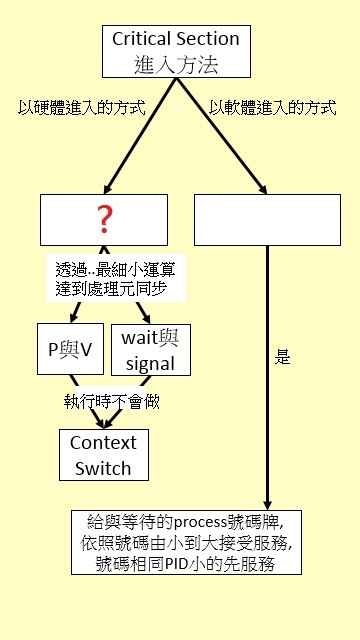 Critical Section
進入方法
以硬體進入的方式
以軟體進入的方式
?
透過..最細小運算
達到處理元同步
P與V
wait與
signal
是
執行時不會做
Context
Switch
給與等待的process號碼牌,
依照號碼由小到大接受服務,
號碼相同PID小的先服務